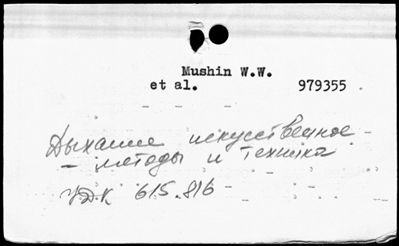 Mushin W.W.
et al. 979355
Дыхание искусственное -
- методы и техника
УДК 615.816